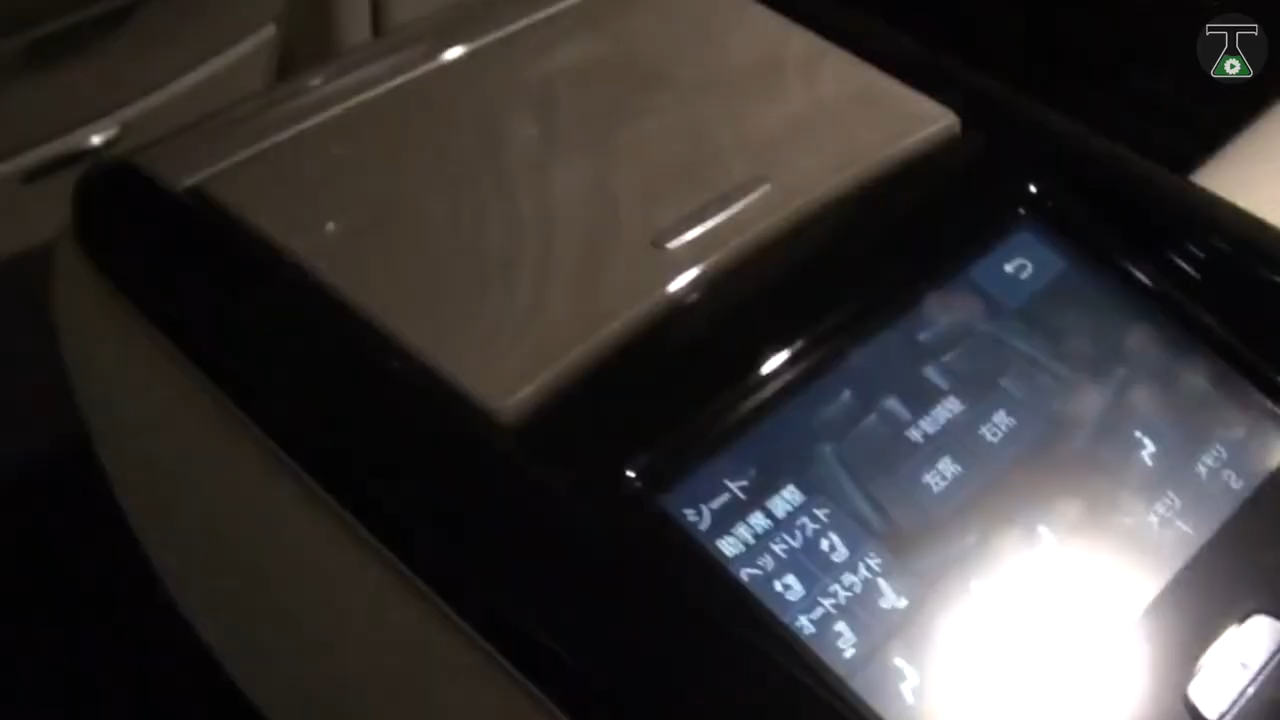 シート
助手席 調整
ヘッドレスト
オートスライド
手動調整
左席
右席
メモリ
1
メモリ
2